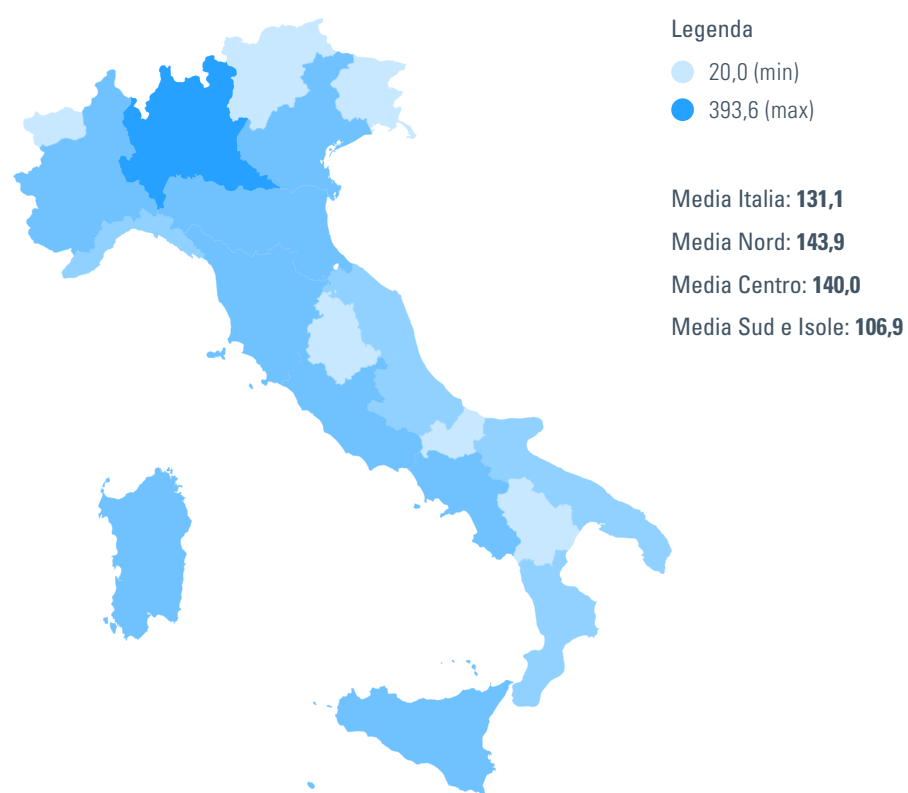 Legenda
20,0 (min)
393,6 (max)
Media Italia: 131,1
Media Nord: 143,9
Media Centro: 140,0
Media Sud e Isole: 106,9